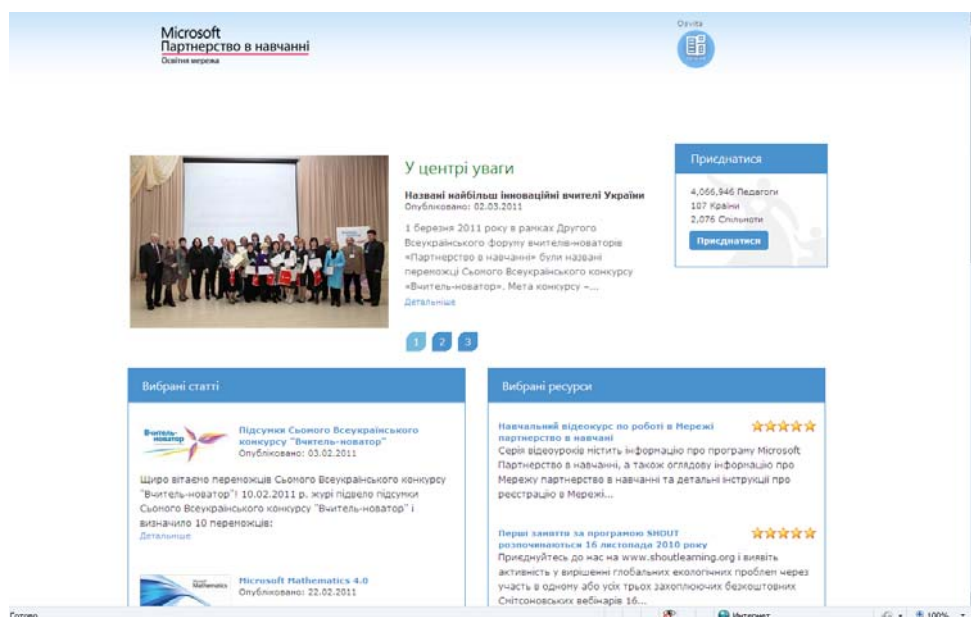 Microsoft
Партнерство в навчанні
Освітня мережа
Osvita
У центрі уваги
Названі найбільш інноваційні вчителі України
Опубліковано: 02.03.2011
1 березня 2011 року в рамках Другого
Всеукраїнського форуму вчителів-новаторів
«Партнерство в навчанні» були названі
переможці Сьомого Всеукраїнського конкурсу
«Вчитель-новатор». Мета конкурсу –...
Детальніше
1 2 3
Приєднатися
4,066,946 Педагоги
107 Країни
2,076 Спільноти
Приєднатися
Вибрані статті
Вчитель-
новатор
Підсумки Сьомого Всеукраїнського
конкурсу "Вчитель-новатор"
Опубліковано: 03.02.2011
Щиро вітаємо переможців Сьомого Всеукраїнського конкурсу
"Вчитель-новатор"! 10.02.2011 р. журі підвело підсумки
Сьомого Всеукраїнського конкурсу "Вчитель-новатор" і
визначило 10 переможців:
Детальніше
Mathematics
Microsoft Mathematics 4.0
Опубліковано: 22.02.2011
Вибрані ресурси
Навчальний відеокурс по роботі в Мережі
партнерство в навчані
Серія відеоуроків містить інформацію про програму Microsoft
Партнерство в навчанні, а також оглядову інформацію про
Мережу партнерство в навчанні та детальні інструкції про
реєстрацію в Мережі...
Перші заняття за програмою SHOUT
розпочинаються 16 листопада 2010 року
Приєднуйтесь до нас на www.shoutlearning.org і виявіть
активність у вирішенні глобальних екологічних проблем через
участь в одному або усіх трьох захоплюючих безкоштовних
Смітсоновських вебінарів 16...
Готово
Интернет
100%